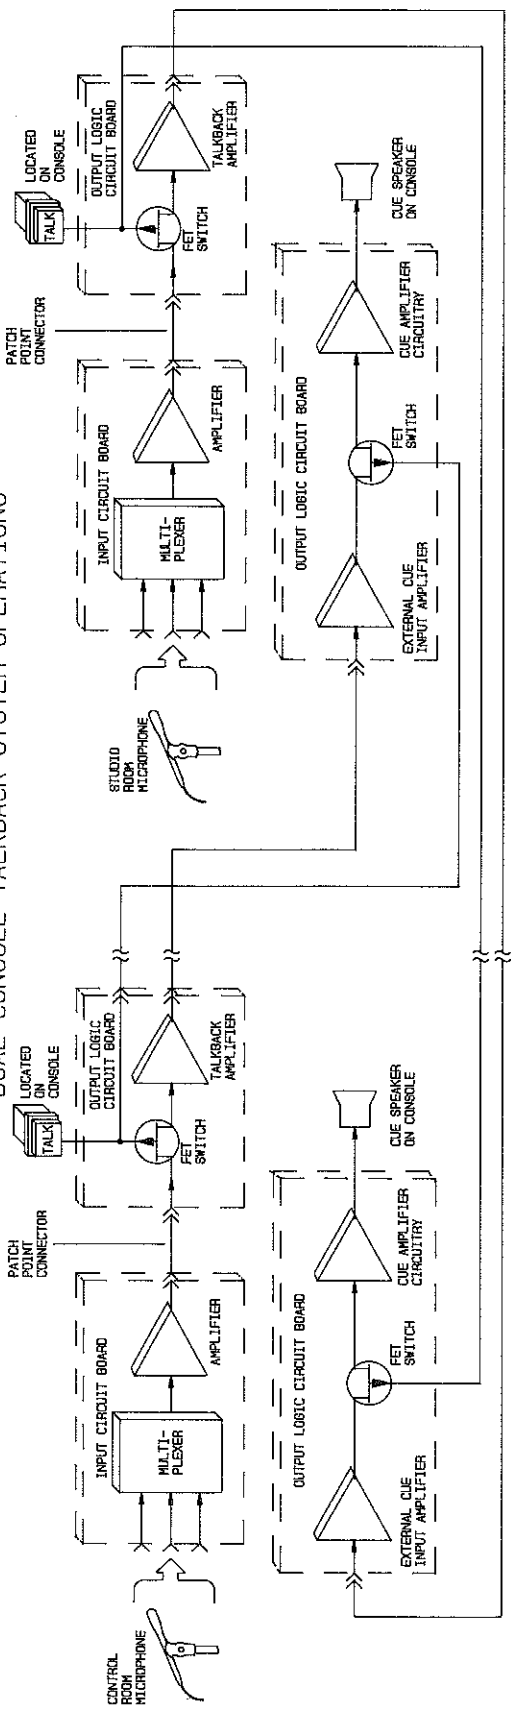 DUAL CONSOLE TALKBACK SYSTEM OPERATIONS
CONTROL
ROOM
MICROPHONE
INPUT CIRCUIT BOARD
MULTI-
PLEXER
AMPLIFIER
PATCH
POINT
CONNECTOR
TALK
LOCATED
ON
CONSOLE
OUTPUT LOGIC
CIRCUIT BOARD
FET
SWITCH
TALKBACK
AMPLIFIER
STUDIO
ROOM
MICROPHONE
INPUT CIRCUIT BOARD
MULTI-
PLEXER
AMPLIFIER
PATCH
POINT
CONNECTOR
TALK
LOCATED
ON
CONSOLE
OUTPUT LOGIC
CIRCUIT BOARD
FET
SWITCH
TALKBACK
AMPLIFIER
OUTPUT LOGIC CIRCUIT BOARD
EXTERNAL CUE
INPUT AMPLIFIER
FET
SWITCH
CUE AMPLIFIER
CIRCUITRY
CUE SPEAKER
ON CONSOLE
OUTPUT LOGIC CIRCUIT BOARD
EXTERNAL CUE
INPUT AMPLIFIER
FET
SWITCH
CUE AMPLIFIER
CIRCUITRY
CUE SPEAKER
ON CONSOLE